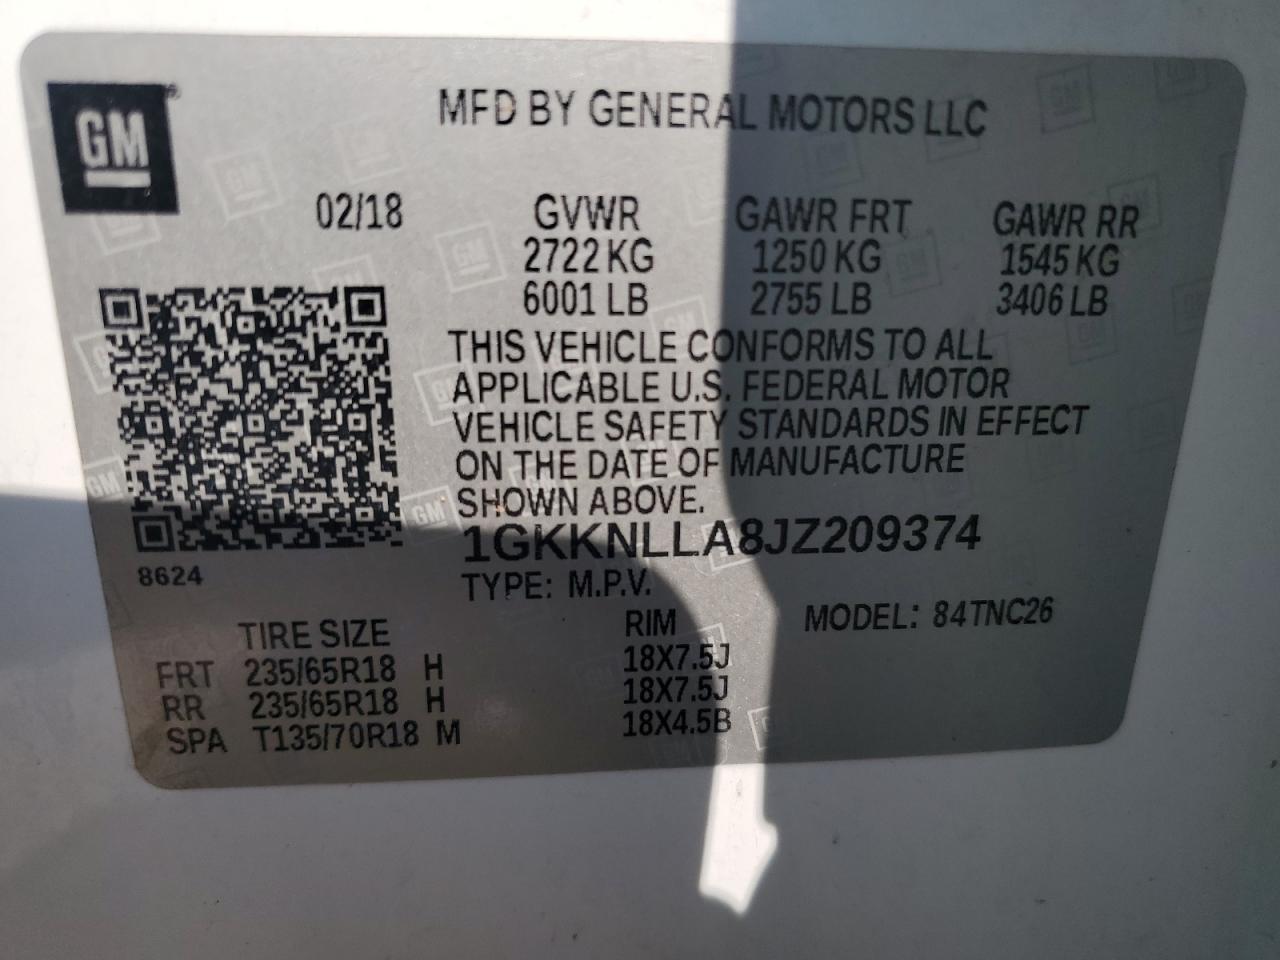 GM
MFD BY GENERAL MOTORS LLC
02/18 GVWR GAWR FRT GAWR RR
2722 KG 1250 KG 1545 KG
6001 LB 2755 LB 3406 LB
THIS VEHICLE CONFORMS TO ALL
APPLICABLE U.S. FEDERAL MOTOR
VEHICLE SAFETY STANDARDS IN EFFECT
ON THE DATE OF MANUFACTURE
SHOWN ABOVE.
1GKKNLLA8JZ209374
8624
TYPE: M.P.V. MODEL: 84TNC26
TIRE SIZE RIM
FRT 235/65R18 H 18X7.5J
RR 235/65R18 H 18X7.5J
SPA T135/70R18 M 18X4.5B